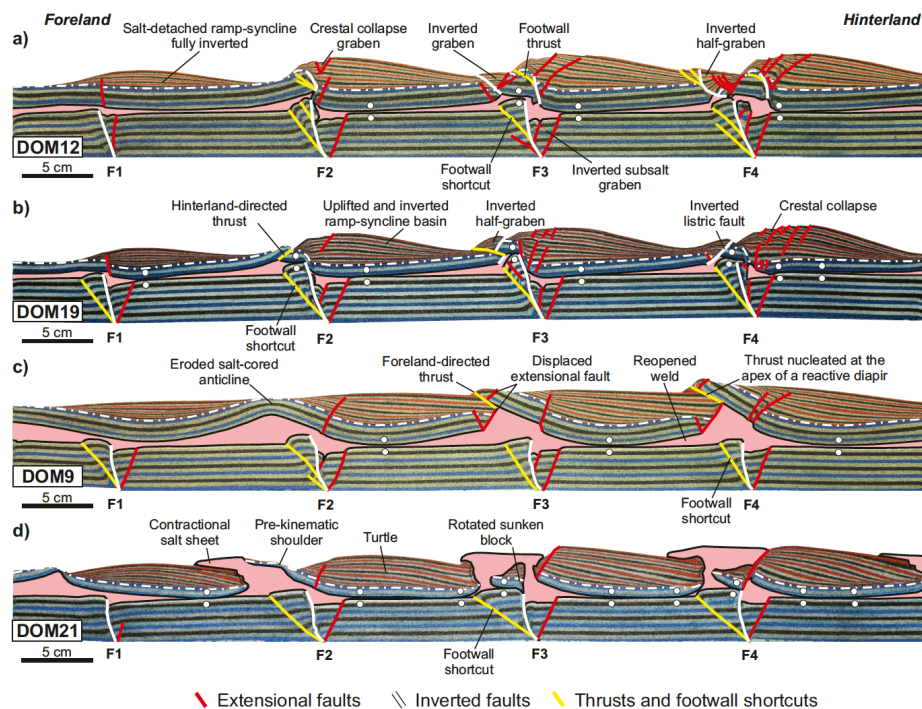 Foreland
Hinterland
a)
Salt-detached ramp-syncline
fully inverted
Crestal collapse
graben
Inverted
graben
Footwall
thrust
Inverted
half-graben
DOM12
5 cm
F1
F2
Footwall
shortcut
F3
Inverted subsalt
graben
F4
b)
Hinterland-directed
thrust
Uplifted and inverted
ramp-syncline basin
Inverted
half-graben
Inverted
listric fault
Crestal collapse
DOM19
5 cm
F1
Footwall
shortcut
F2
F3
F4
c)
Eroded salt-cored
anticline
Foreland-directed
thrust
Displaced
extensional fault
Reopened
weld
Thrust nucleated at the
apex of a reactive diapir
DOM9
5 cm
F1
F2
F3
Footwall
shortcut
F4
d)
Contractional
salt sheet
Pre-kinematic
shoulder
Turtle
Rotated sunken
block
DOM21
5 cm
F1
F2
Footwall
shortcut
F3
F4
Extensional faults
Inverted faults
Thrusts and footwall shortcuts